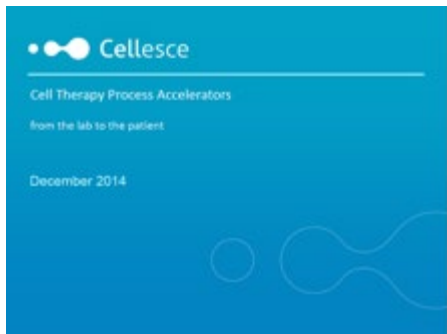 Cellesce
Cell Therapy Process Accelerators
from the lab to the patient
December 2014